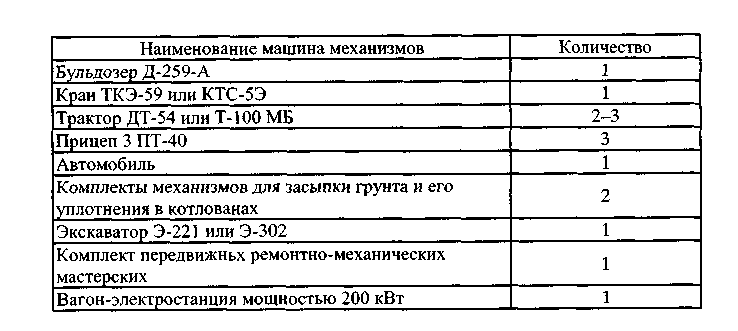 Наименование машина механизмов Количество
Бульдозер Д-259-А 1
Кран ТКЭ-59 или КТС-5Э 1
Трактор ДТ-54 или Т-100 МБ 2–3
Прицеп 3 ПТ-40 3
Автомобиль 1
Комплекты механизмов для засыпки грунта и его
уплотнения в котлованах 2
Экскаватор Э-221 или Э-302 1
Комплект передвижньх ремонтно-механических
мастерских 1
Вагон-электростанция мощностью 200 кВт 1